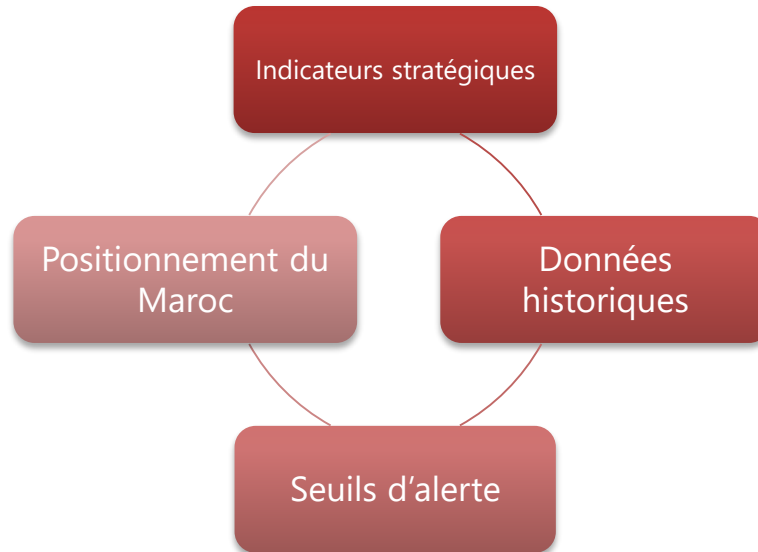 Indicateurs stratégiques
Positionnement du
Maroc
Données
historiques
Seuils d’alerte